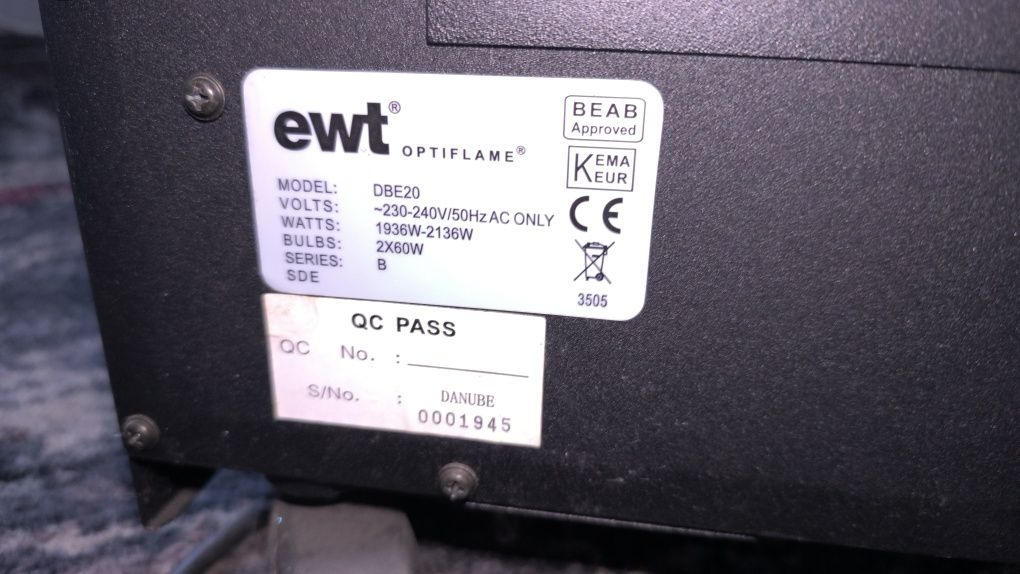 ewt®
OPTIFLAME®
BEAB
Approved
KEMA
KEUR
MODEL: DBE20
VOLTS: ~230-240V/50Hz AC ONLY
WATTS: 1936W-2136W
BULBS: 2X60W
SERIES: B
SDE
CE
3505
QC PASS
QC No. :
S/No. : DANUBE
0001945